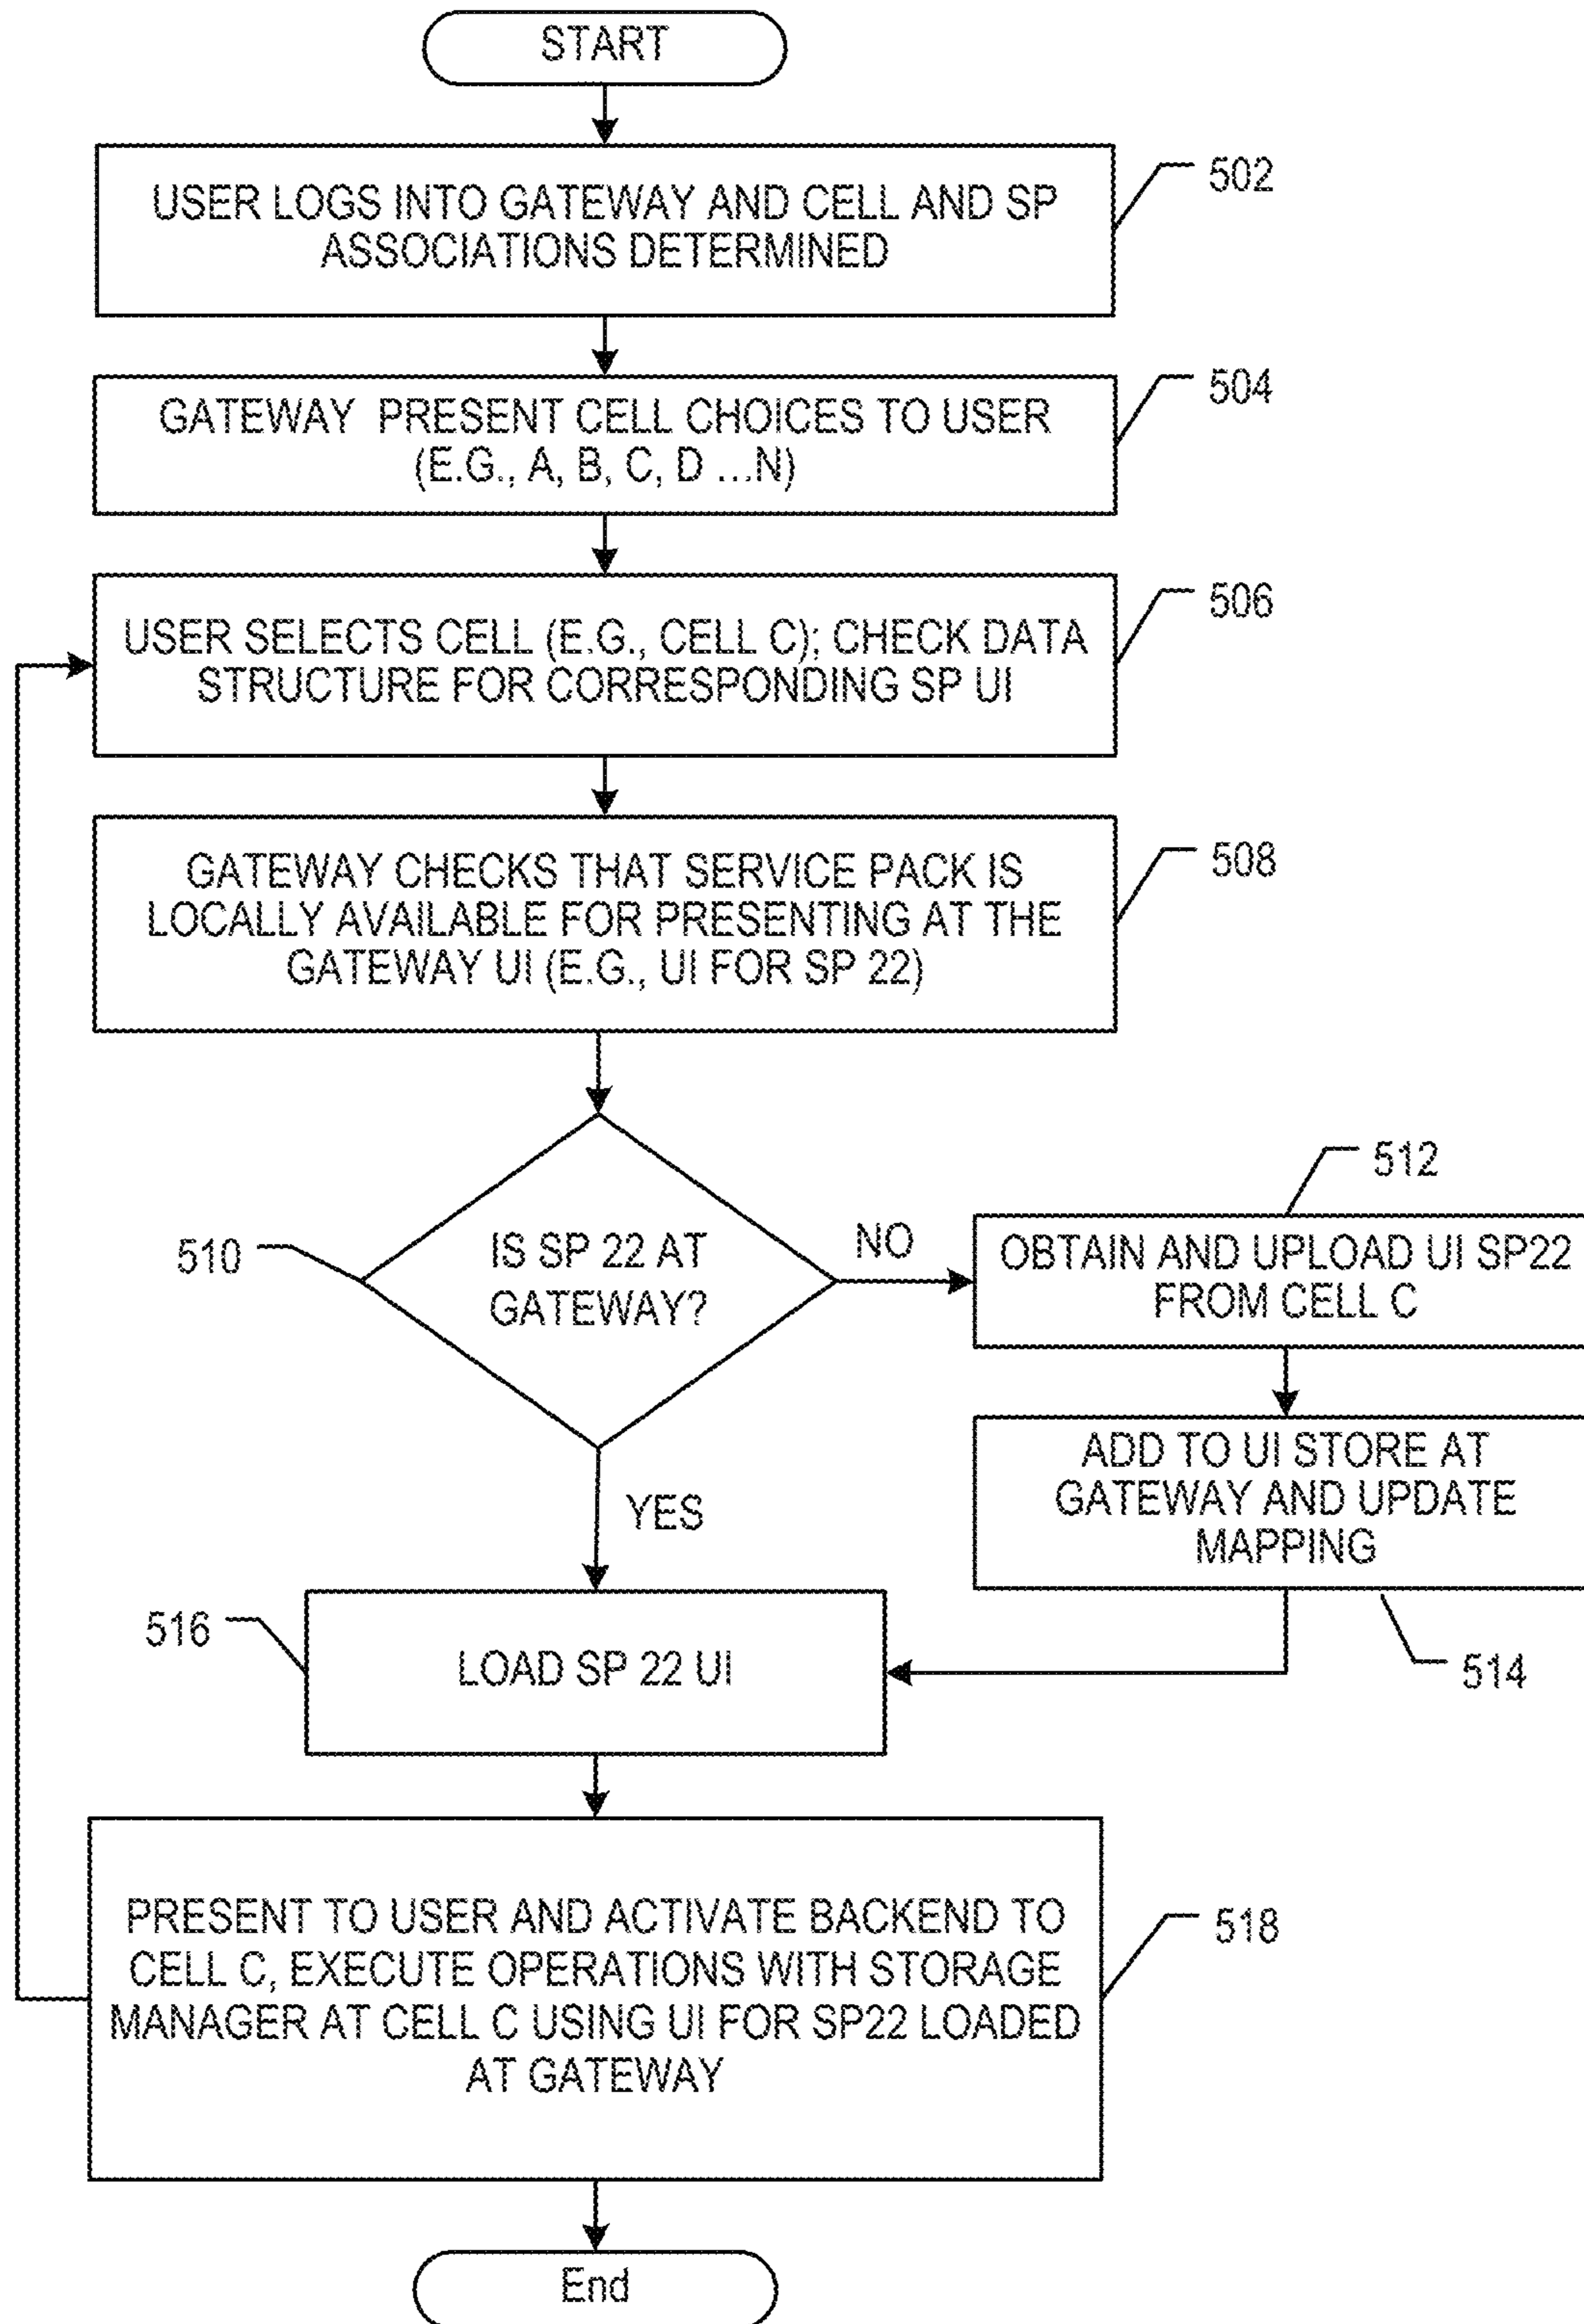 START
USER LOGS INTO GATEWAY AND CELL AND SP
ASSOCIATIONS DETERMINED
502
GATEWAY PRESENT CELL CHOICES TO USER
(E.G., A, B, C, D ...N)
504
USER SELECTS CELL (E.G., CELL C); CHECK DATA
STRUCTURE FOR CORRESPONDING SP UI
506
GATEWAY CHECKS THAT SERVICE PACK IS
LOCALLY AVAILABLE FOR PRESENTING AT THE
GATEWAY UI (E.G., UI FOR SP 22)
508
510
IS SP 22 AT
GATEWAY?
NO
512
OBTAIN AND UPLOAD UI SP22
FROM CELL C
ADD TO UI STORE AT
GATEWAY AND UPDATE
MAPPING
514
YES
516
LOAD SP 22 UI
PRESENT TO USER AND ACTIVATE BACKEND TO
CELL C, EXECUTE OPERATIONS WITH STORAGE
MANAGER AT CELL C USING UI FOR SP22 LOADED
AT GATEWAY
518
End